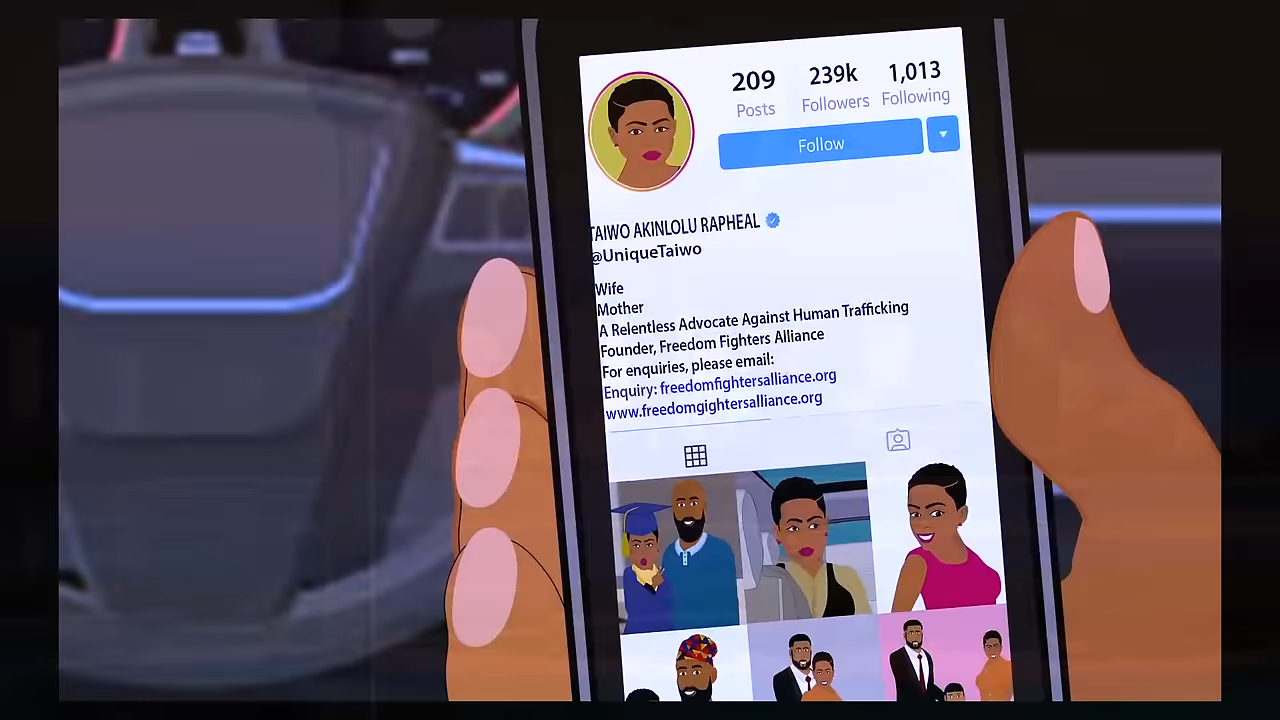 209 239k 1,013
Posts Followers Following
Follow
TAIWO AKINLOLU RAPHEAL
@UniqueTaiwo
Wife
Mother
A Relentless Advocate Against Human Trafficking
Founder, Freedom Fighters Alliance
For enquiries, please email:
Enquiry: freedomfightersalliance.org
www.freedomgightersalliance.org